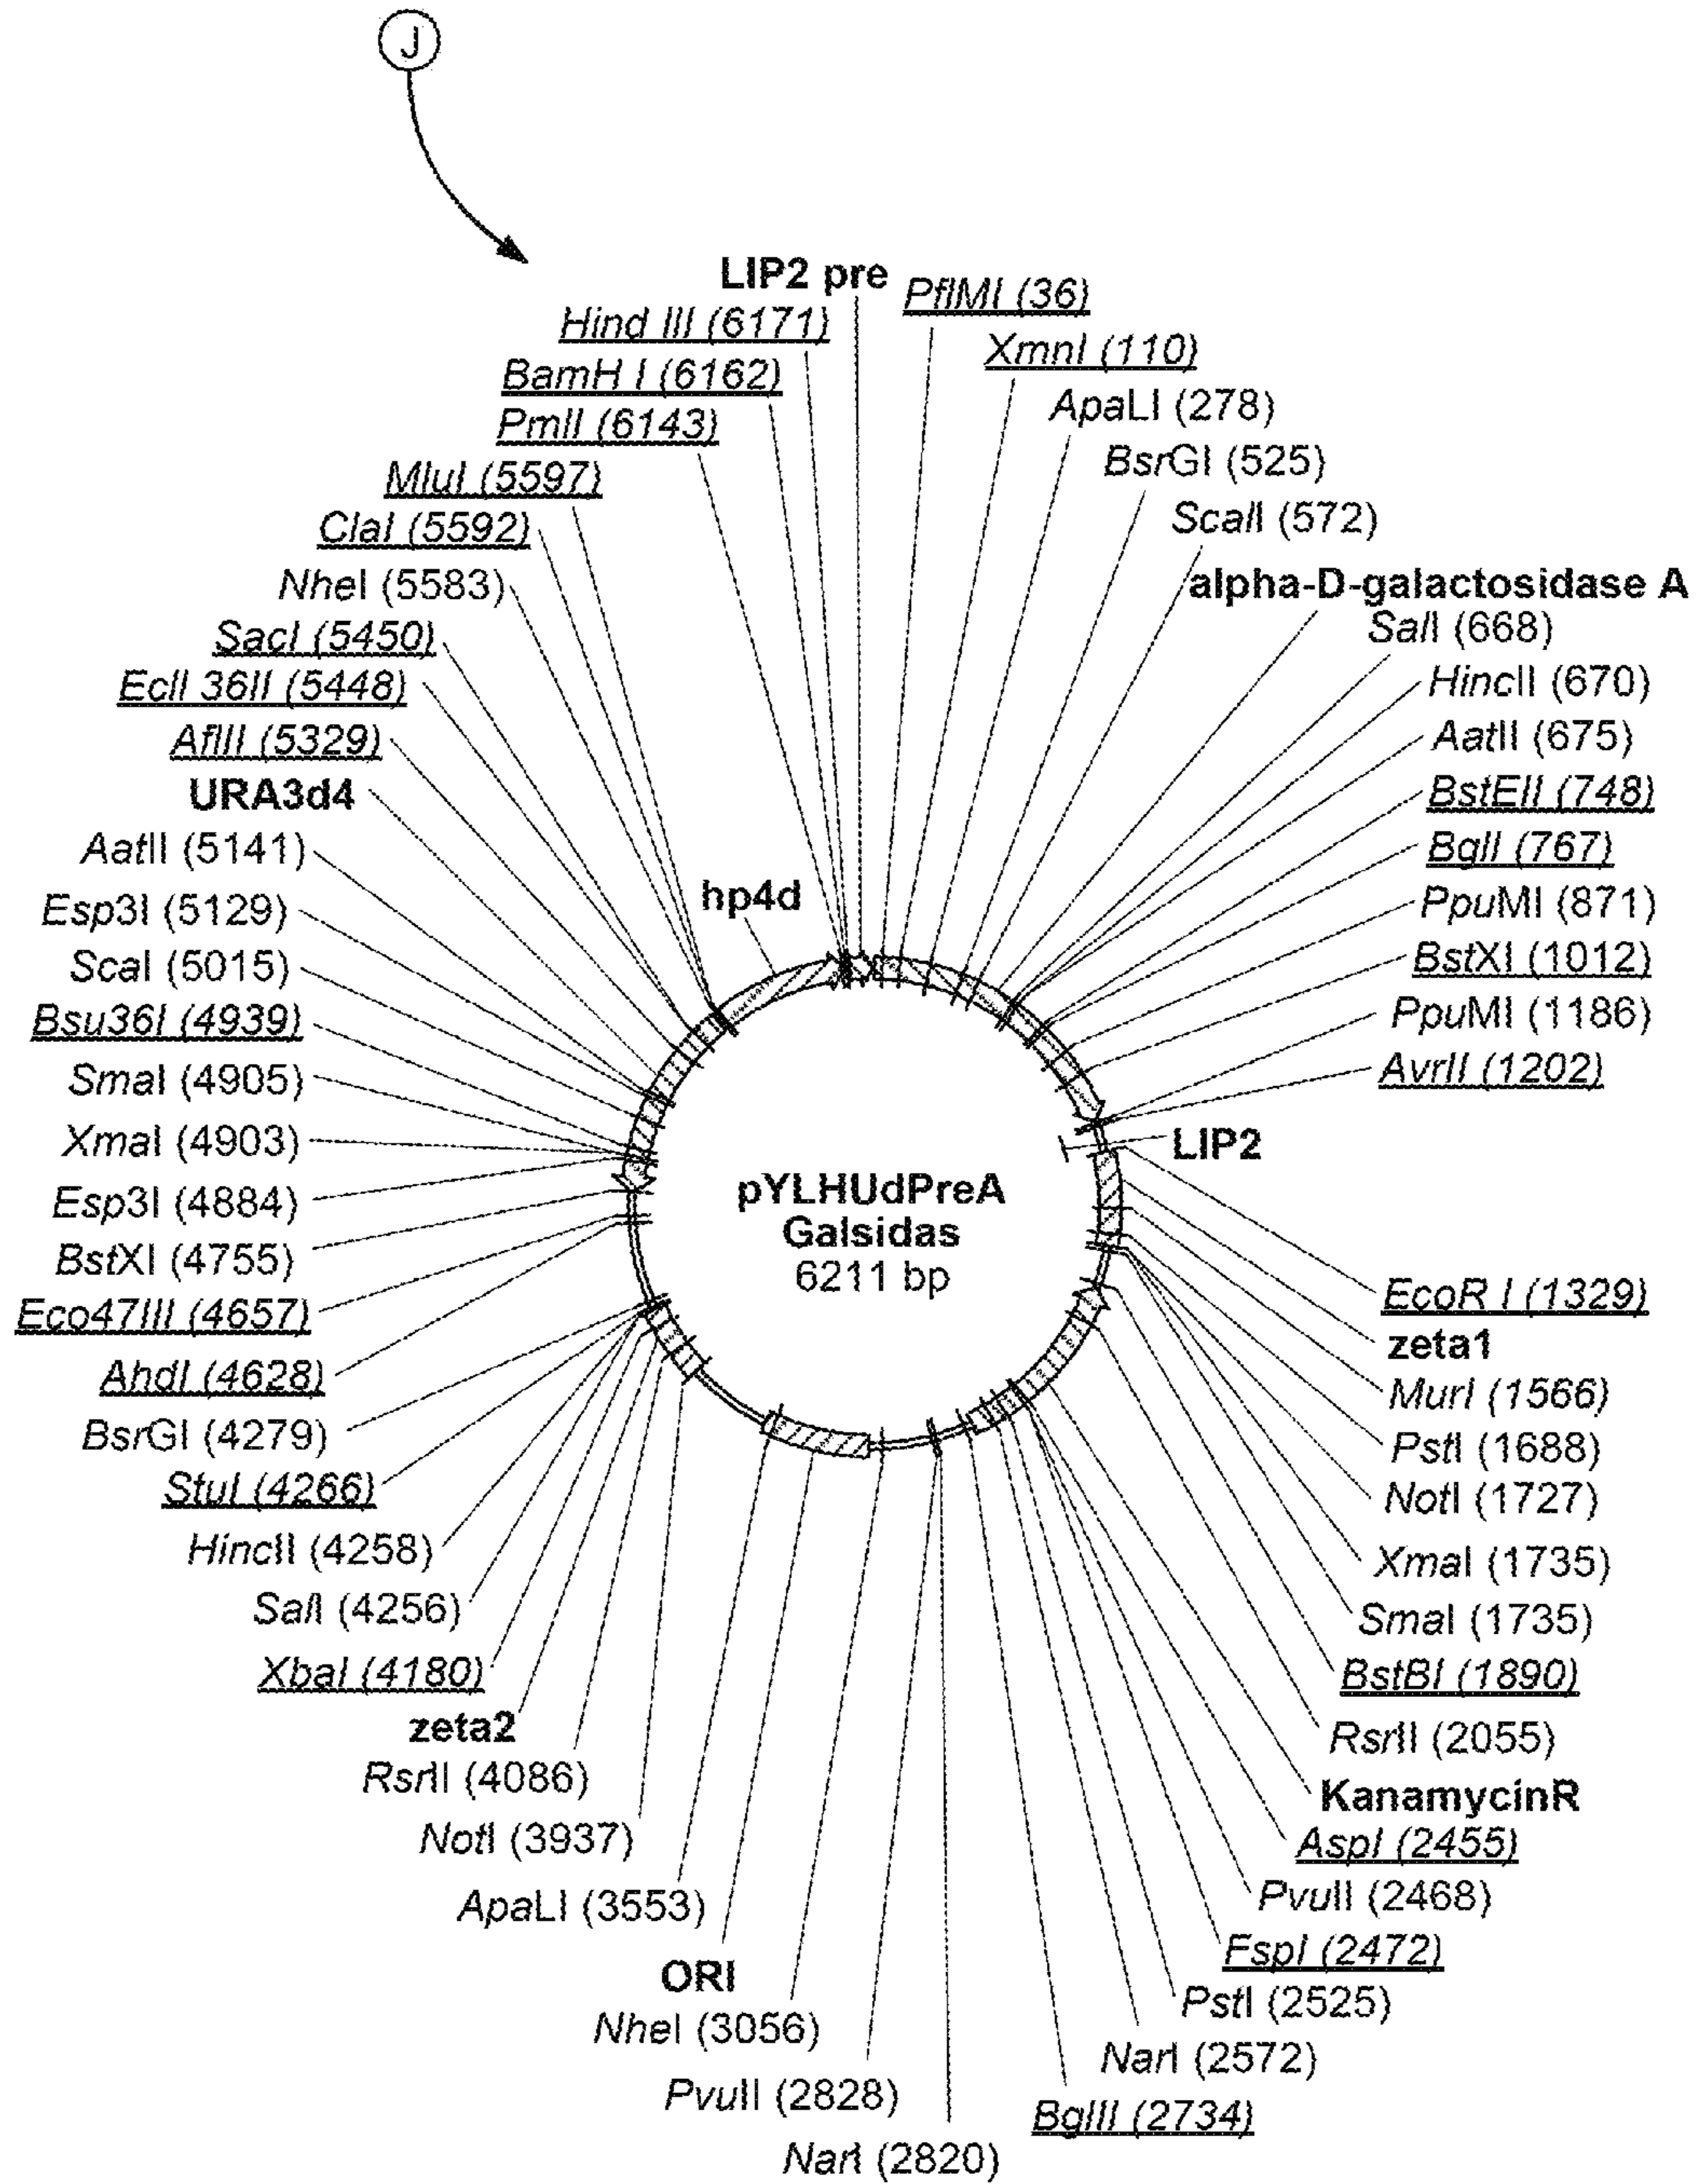 J
LIP2 pre
PflMI (36)
Hind III (6171)
XmnI (110)
BamH I (6162)
ApaLI (278)
PmlI (6143)
BsrGI (525)
MluI (5597)
ScaII (572)
ClaI (5592)
alpha-D-galactosidase A
NheI (5583)
SalI (668)
SacI (5450)
HincII (670)
Ecll 36II (5448)
AatII (675)
AflII (5329)
BstEII (748)
URA3d4
BglI (767)
AatII (5141)
PpuMI (871)
Esp3I (5129)
hp4d
BstXI (1012)
ScaI (5015)
PpuMI (1186)
Bsu36I (4939)
AvrII (1202)
SmaI (4905)
XmaI (4903)
LIP2
Esp3I (4884)
pYLHUdPreA
Galsidas
6211 bp
BstXI (4755)
EcoR I (1329)
Eco47III (4657)
zeta1
AhdI (4628)
MurI (1566)
BsrGI (4279)
PstI (1688)
StuI (4266)
NotI (1727)
HincII (4258)
XmaI (1735)
SalI (4256)
SmaI (1735)
XbaI (4180)
BstBI (1890)
zeta2
RsrII (2055)
RsrII (4086)
KanamycinR
NotI (3937)
AspI (2455)
ApaLI (3553)
PvuII (2468)
ORI
FspI (2472)
NheI (3056)
PstI (2525)
PvuII (2828)
NarI (2572)
NarI (2820)
BglII (2734)